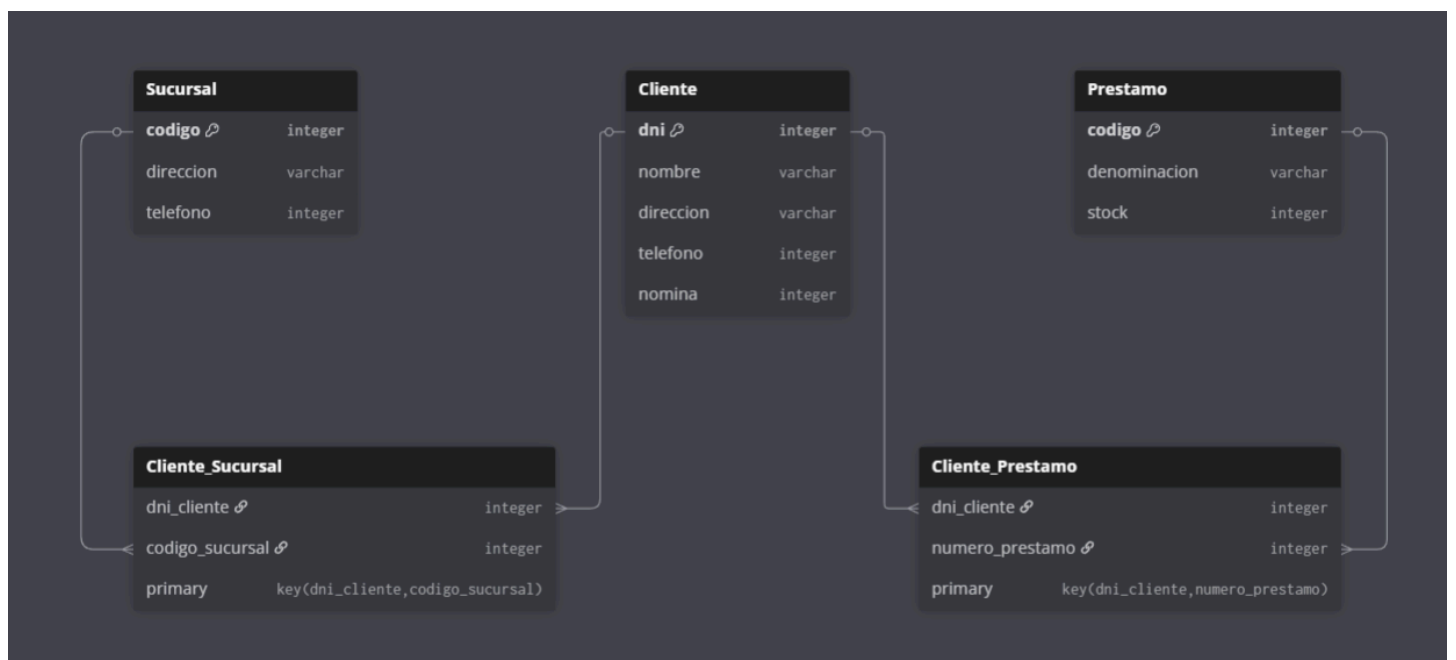 Sucursal
codigo integer
direccion varchar
telefono integer
Cliente
dni integer
nombre varchar
direccion varchar
telefono integer
nomina integer
Prestamo
codigo integer
denominacion varchar
stock integer
Cliente_Sucursal
dni_cliente integer
codigo_sucursal integer
primary key(dni_cliente,codigo_sucursal)
Cliente_Prestamo
dni_cliente integer
numero_prestamo integer
primary key(dni_cliente,numero_prestamo)